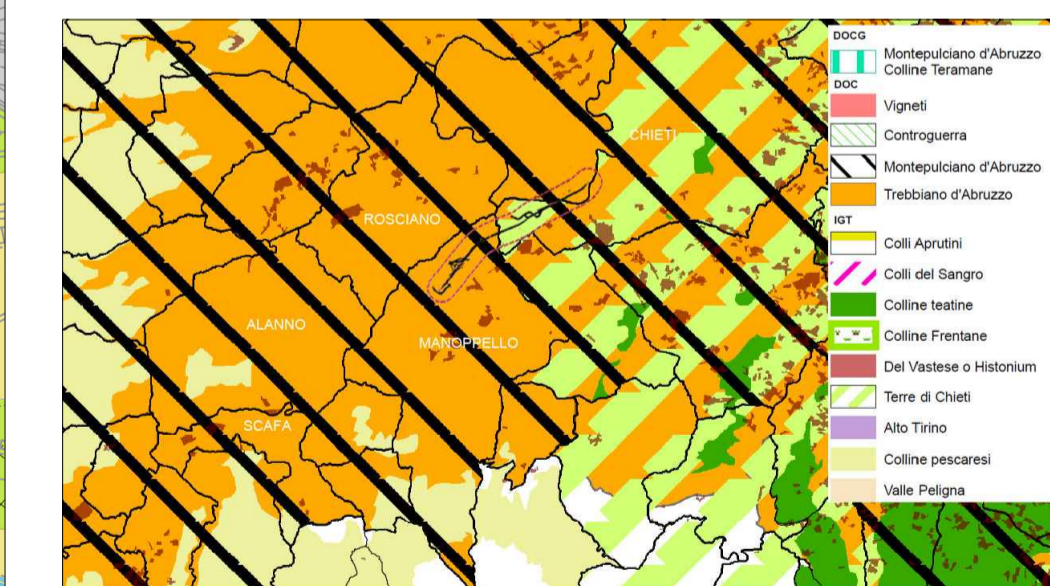 CHIETI
ROSCIANO
ALANNO
MANOPPELLO
SCAFA
DOCG
Montepulciano d'Abruzzo
Colline Teramane
DOC
Vigneti
Controguerra
Montepulciano d'Abruzzo
Trebbiano d'Abruzzo
IGT
Colli Aprutini
Colli del Sangro
Colline teatine
Colline Frentane
Del Vastese o Histonium
Terre di Chieti
Alto Tirino
Colline pescaresi
Valle Peligna